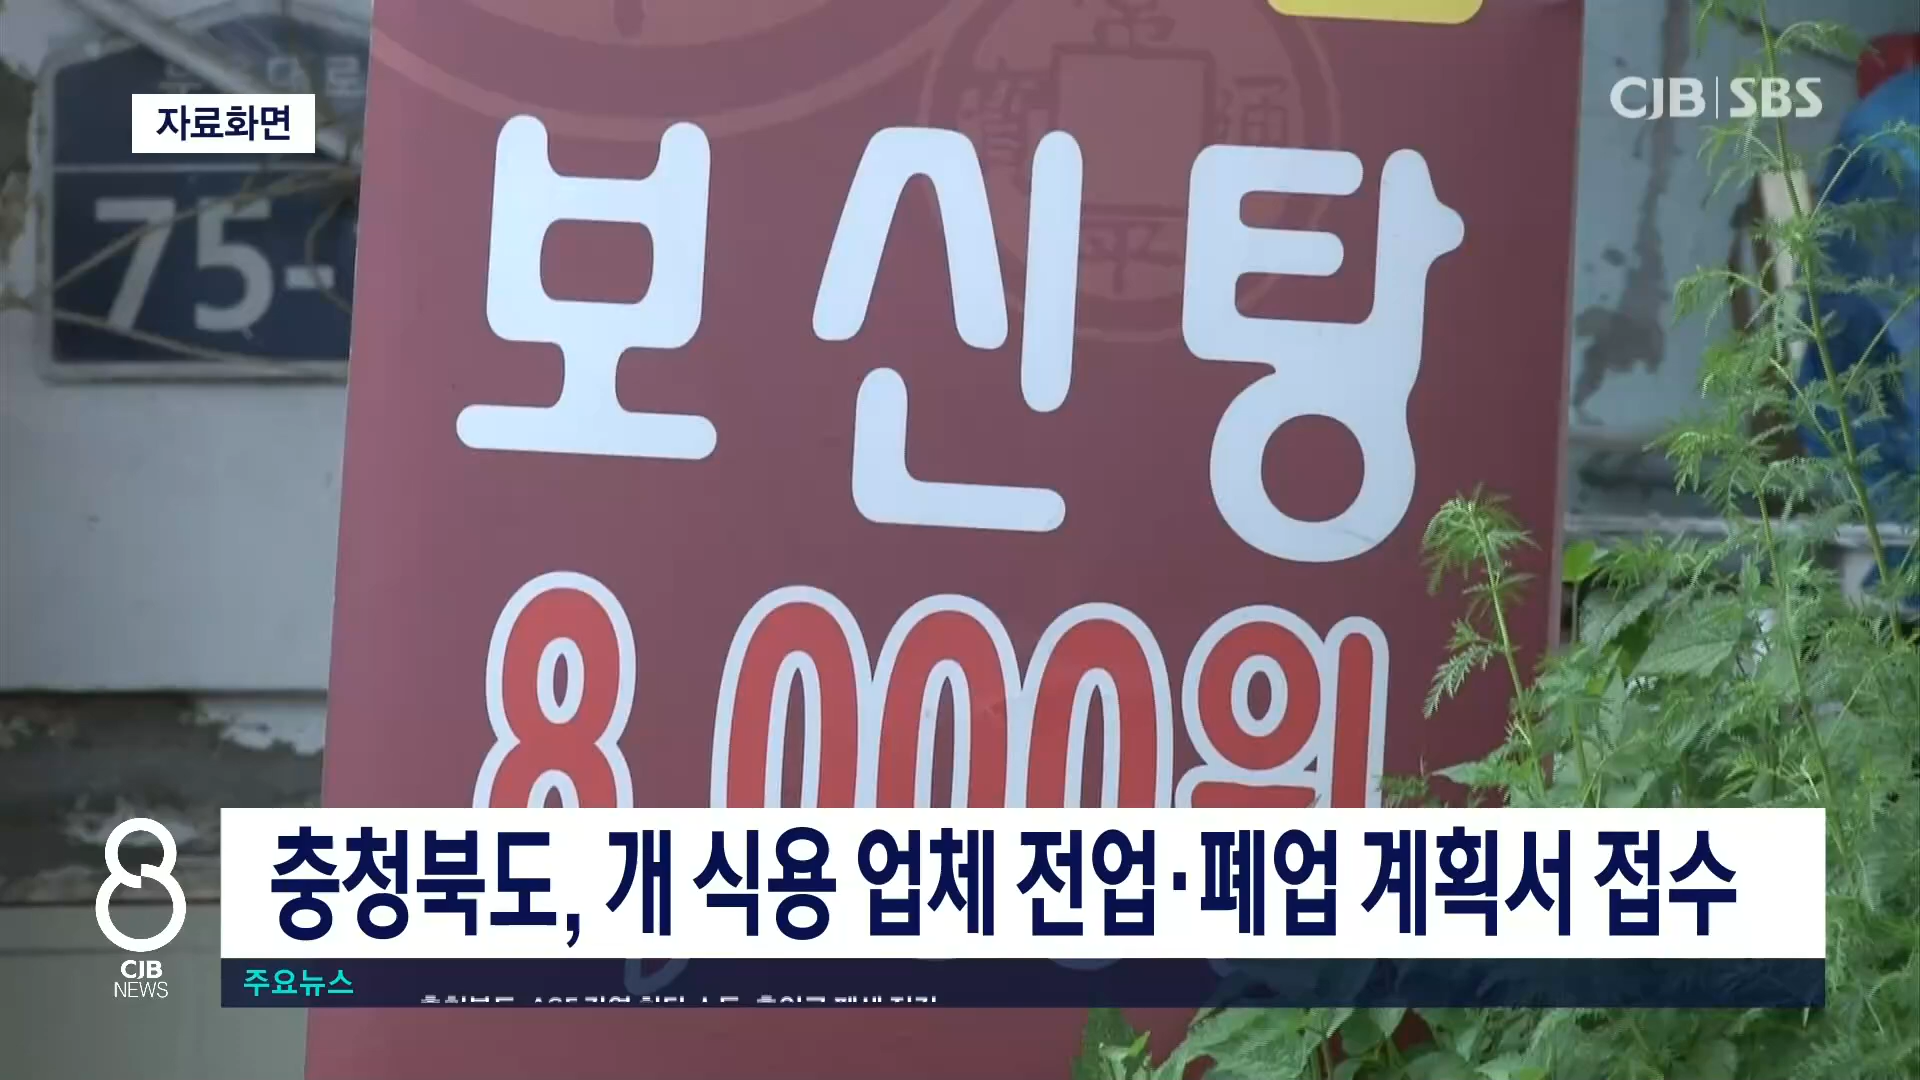 자료화면
CJB SBS
75-
보신탕
8,000원
충청북도, 개 식용 업체 전업·폐업 계획서 접수
8
CJB
NEWS
주요뉴스